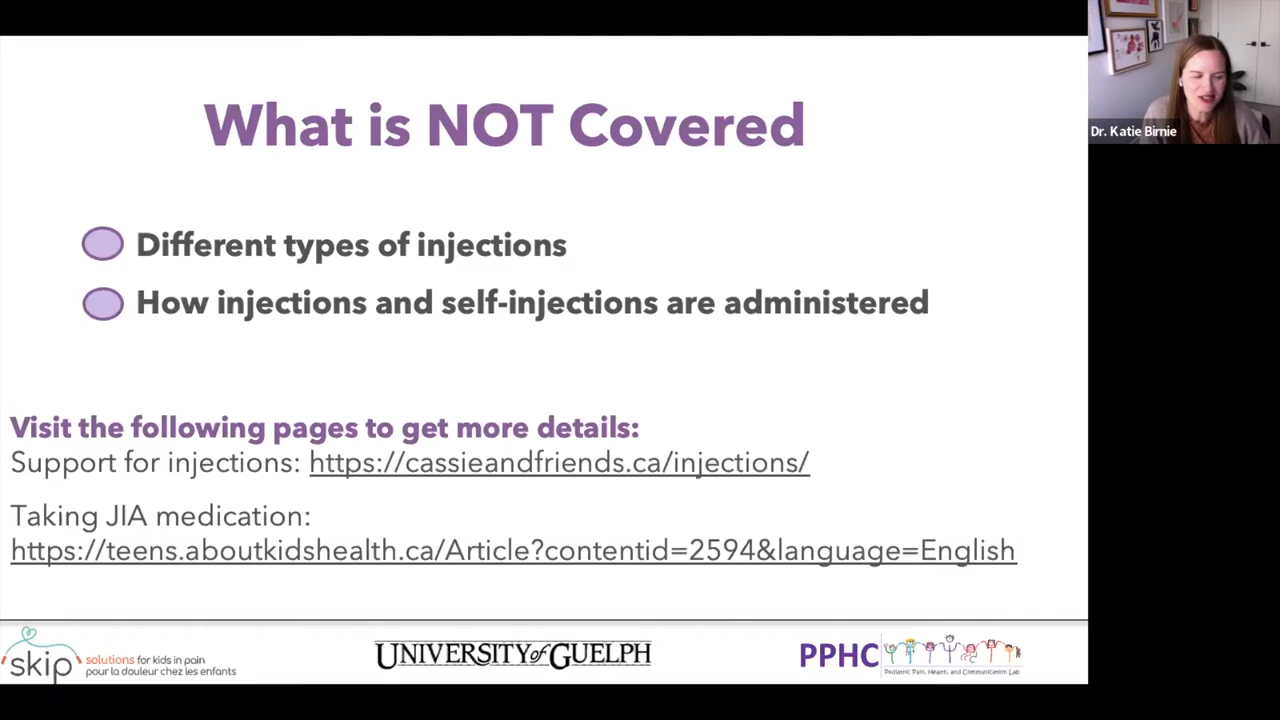 What is NOT Covered
Dr. Katie Birnie
Different types of injections
How injections and self-injections are administered
Visit the following pages to get more details:
Support for injections: https://cassieandfriends.ca/injections/
Taking JIA medication:
https://teens.aboutkidshealth.ca/Article?contentid=2594&language=English
skip solutions for kids in pain
pour la douleur chez les enfants
UNIVERSITY OF GUELPH
PPHC
Pediatric Pain, Health, and Communication Lab